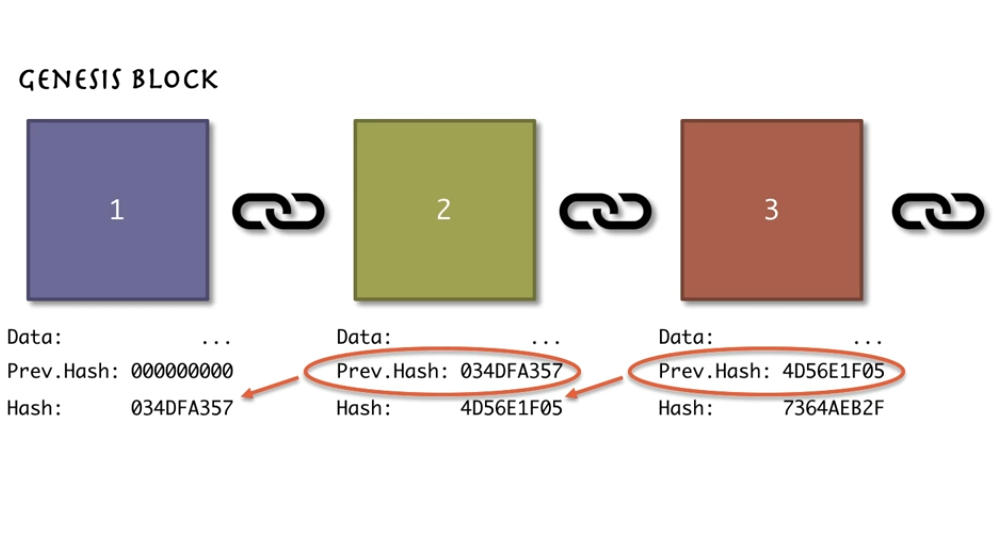 GENESIS BLOCK
1
2
3
Data: ...
Prev.Hash: 000000000
Hash: 034DFA357
Data: ...
Prev.Hash: 034DFA357
Hash: 4D56E1F05
Data: ...
Prev.Hash: 4D56E1F05
Hash: 7364AEB2F